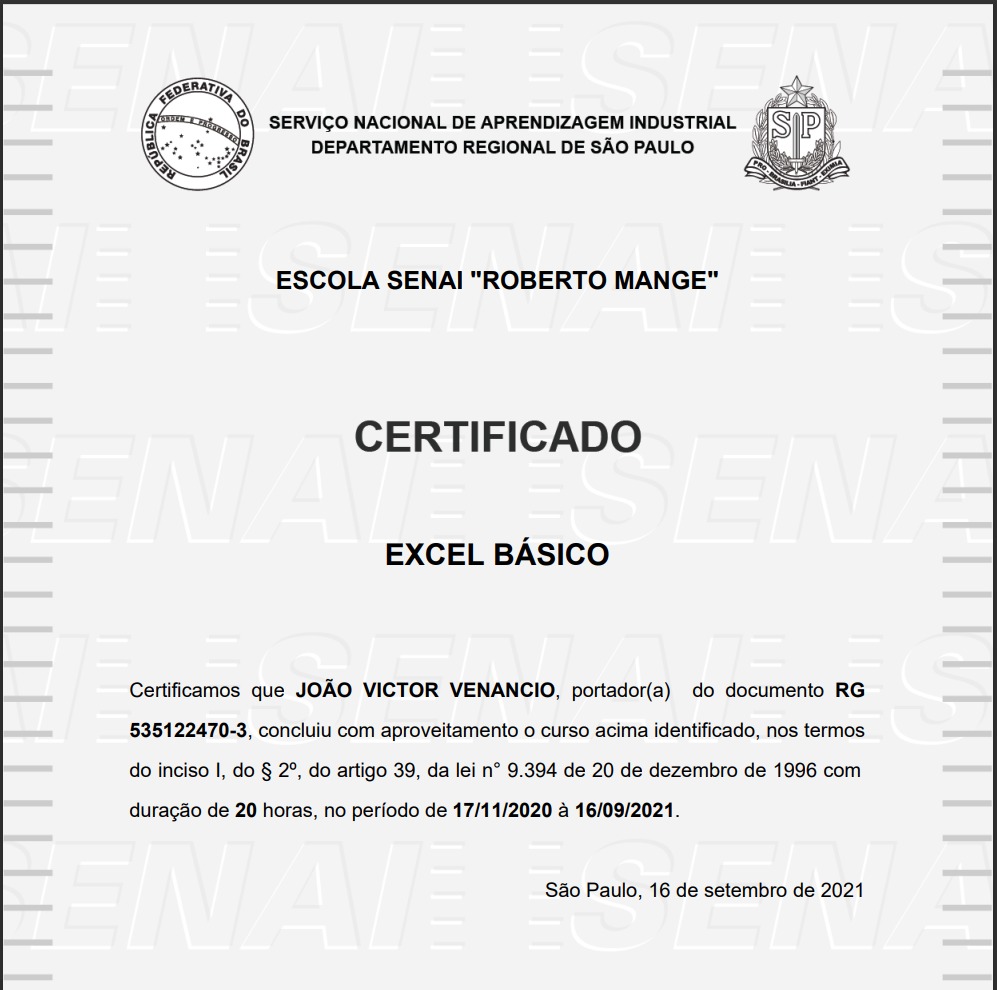 REPÚBLICA FEDERATIVA DO BRASIL
ORDEM E PROGRESSO
SERVIÇO NACIONAL DE APRENDIZAGEM INDUSTRIAL
DEPARTAMENTO REGIONAL DE SÃO PAULO
SP
PRO · BRASILIA · FIANT · EXIMIA
ESCOLA SENAI "ROBERTO MANGE"
CERTIFICADO
EXCEL BÁSICO
Certificamos que JOÃO VICTOR VENANCIO, portador(a) do documento RG
535122470-3, concluiu com aproveitamento o curso acima identificado, nos termos
do inciso I, do § 2º, do artigo 39, da lei n° 9.394 de 20 de dezembro de 1996 com
duração de 20 horas, no período de 17/11/2020 à 16/09/2021.
São Paulo, 16 de setembro de 2021
SENAI